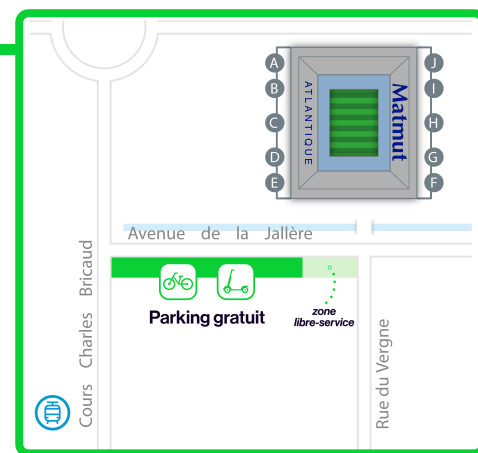 A
B
C
D
E
Matmut
ATLANTIQUE
J
I
H
G
F
Avenue de la Jallère
Cours Charles Bricaud
Parking gratuit
zone
libre-service
Rue du Vergne